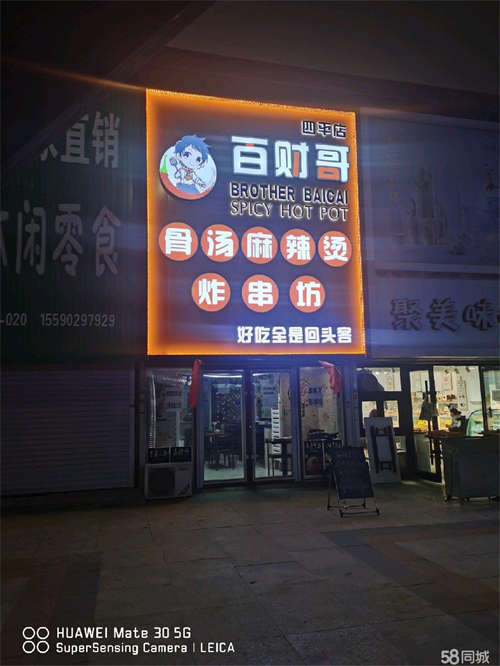 四平店
百财哥
BROTHER BAICAI
SPICY HOT POT
骨汤麻辣烫
炸串坊
好吃全是回头客
直销
休闲零食
-020 15590297929
聚美味
HUAWEI Mate 30 5G
SuperSensing Camera | LEICA
58同城